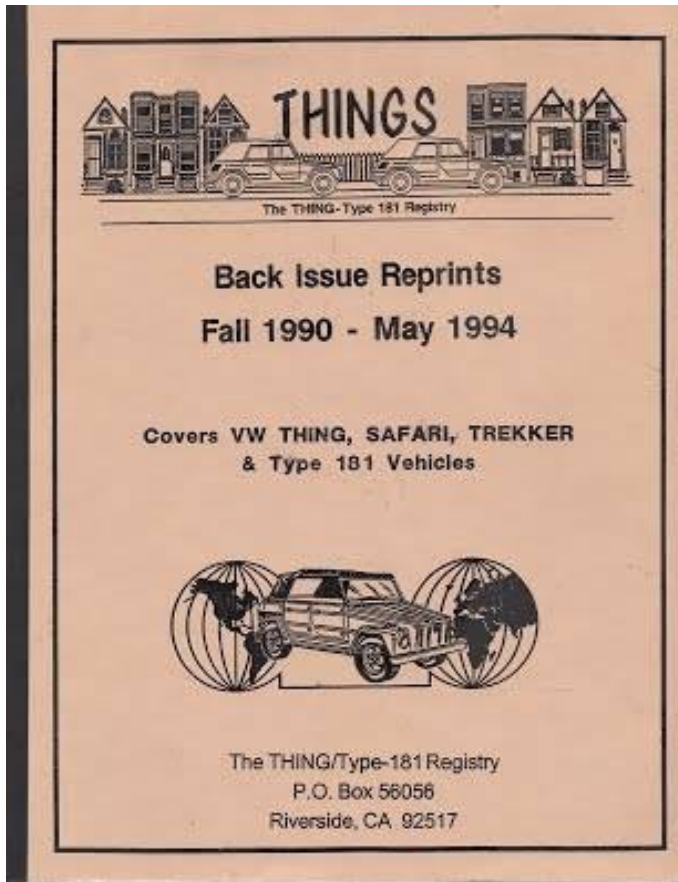 THINGS
The THING-Type 181 Registry
Back Issue Reprints
Fall 1990 - May 1994
Covers VW THING, SAFARI, TREKKER
& Type 181 Vehicles
The THING/Type-181 Registry
P.O. Box 56056
Riverside, CA 92517